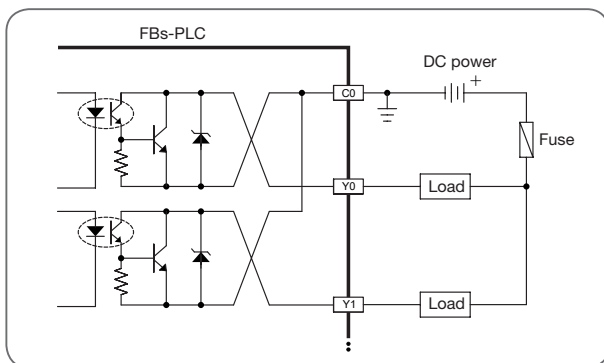 FBs-PLC
DC power
+
C0
Fuse
Y0
Load
Y1
Load